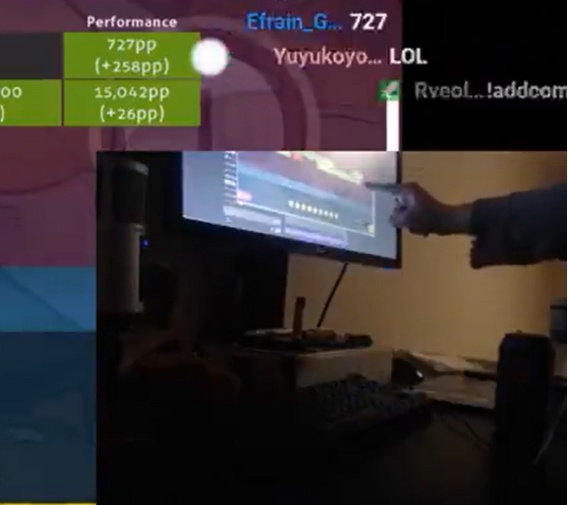 Performance
727pp
(+258pp)
00
15,042pp
)
(+26pp)
Efrain_G... 727
Yuyukoyo... LOL
Rveol...!addcom